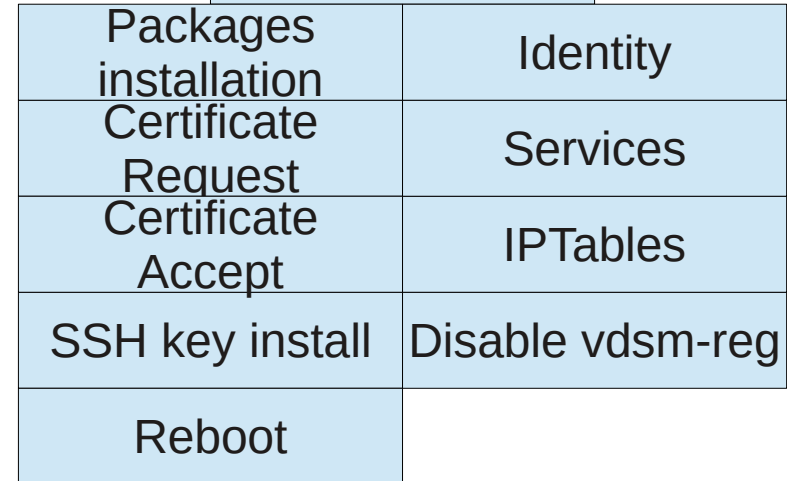 Packages
installation
Identity
Certificate
Request
Services
Certificate
Accept
IPTables
SSH key install
Disable vdsm-reg
Reboot